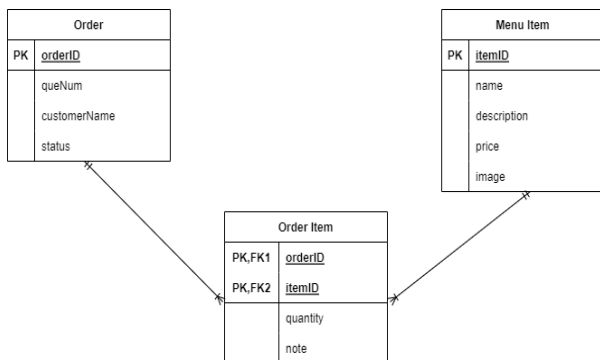 Order
PK orderID
queNum
customerName
status
Menu Item
PK itemID
name
description
price
image
Order Item
PK,FK1 orderID
PK,FK2 itemID
quantity
note